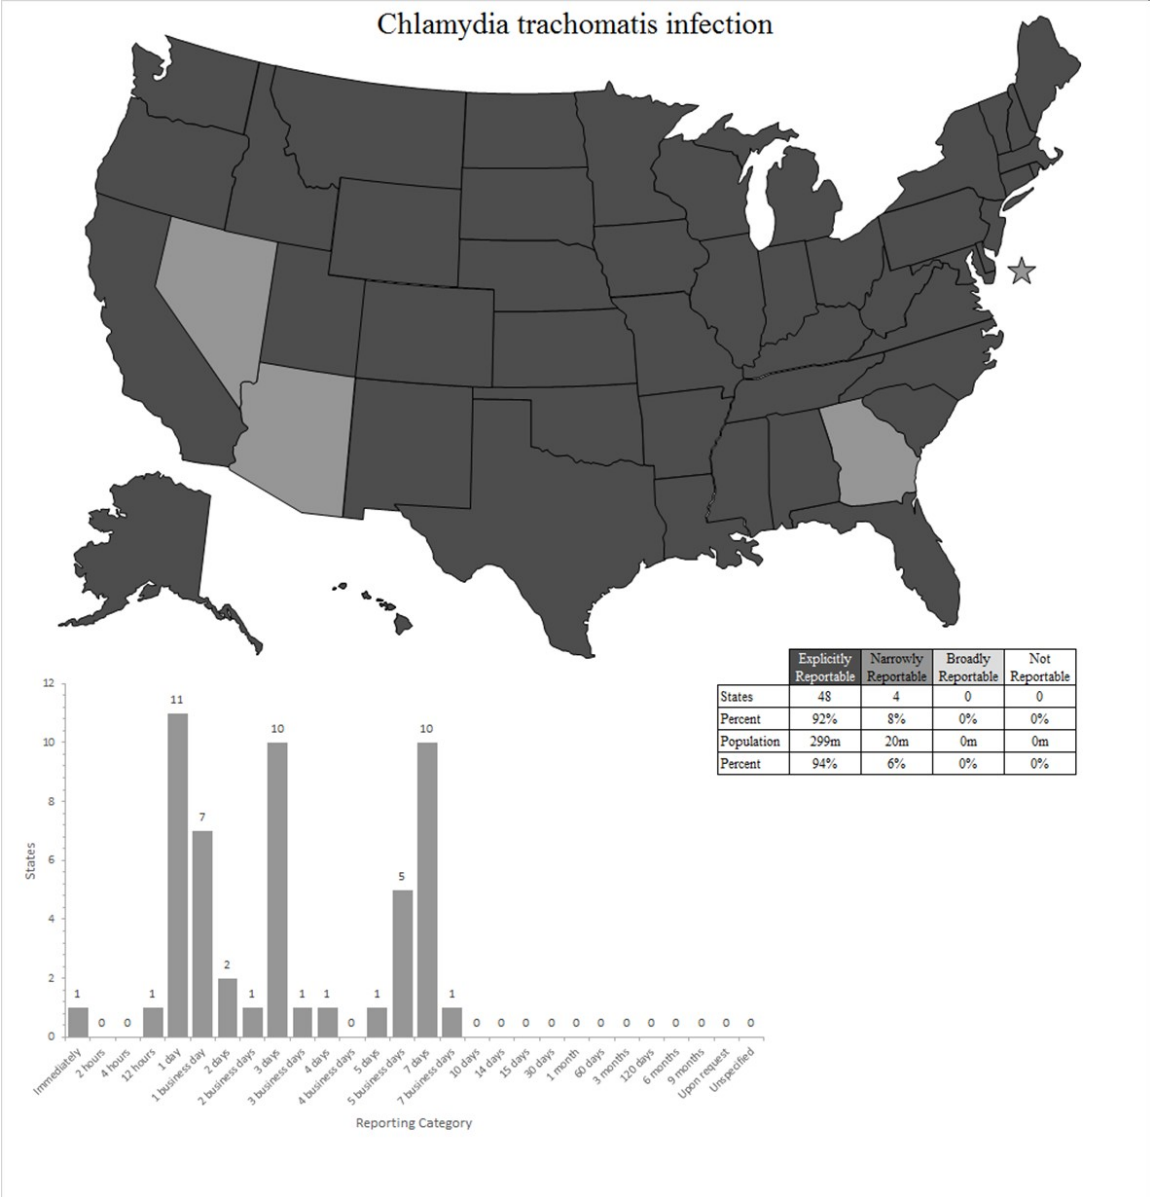 Chlamydia trachomatis infection
Explicitly Reportable Narrowly Reportable Broadly Reportable Not Reportable
States 48 4 0 0
Percent 92% 8% 0% 0%
Population 299m 20m 0m 0m
Percent 94% 6% 0% 0%
12
10
8
6
4
2
0
States
1 0 0 1 11 7 2 1 10 1 1 0 1 5 10 1 0 0 0 0 0 0 0 0 0 0 0 0
Immediately
2 hours
4 hours
12 hours
1 day
1 business day
2 days
2 business days
3 days
3 business days
4 days
4 business days
5 days
5 business days
7 days
7 business days
10 days
14 days
15 days
30 days
1 month
60 days
3 months
120 days
6 months
9 months
Upon request
Unspecified
Reporting Category